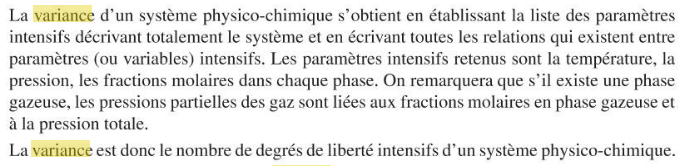 La variance d’un système physico-chimique s’obtient en établissant la liste des paramètres
intensifs décrivant totalement le système et en écrivant toutes les relations qui existent entre
paramètres (ou variables) intensifs. Les paramètres intensifs retenus sont la température, la
pression, les fractions molaires dans chaque phase. On remarquera que s’il existe une phase
gazeuse, les pressions partielles des gaz sont liées aux fractions molaires en phase gazeuse et
à la pression totale.
La variance est donc le nombre de degrés de liberté intensifs d’un système physico-chimique.